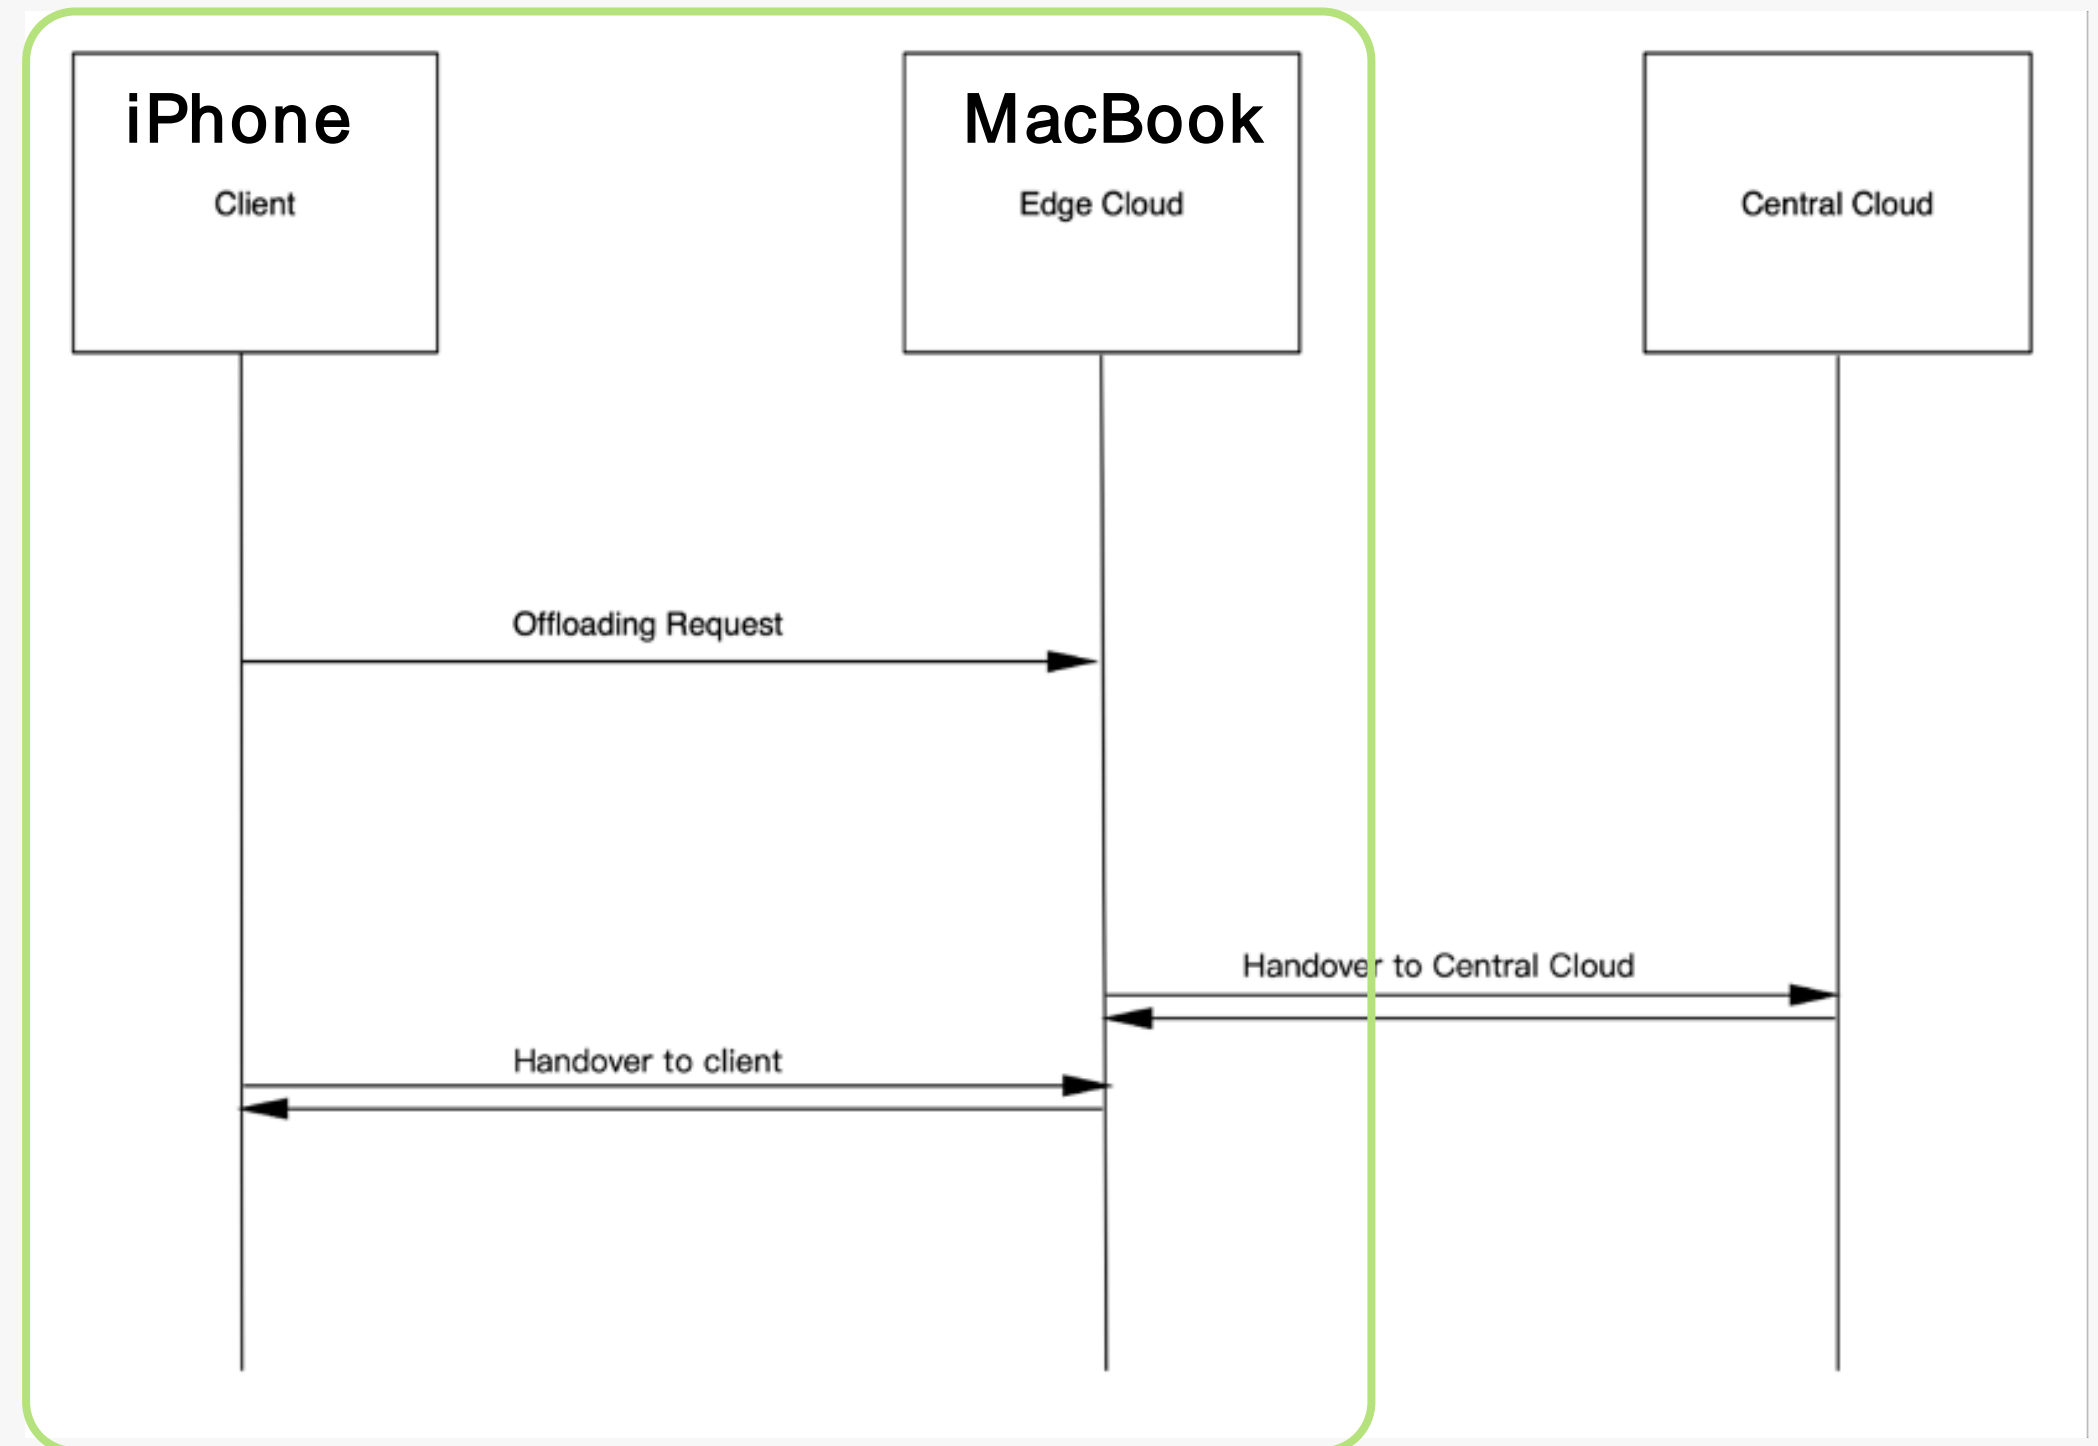 iPhone
Client
MacBook
Edge Cloud
Central Cloud
Offloading Request
Handover to Central Cloud
Handover to client